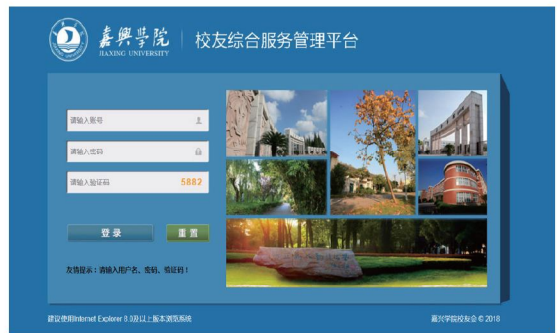 嘉興学院
JIAXING UNIVERSITY
校友综合服务管理平台
请输入账号
请输入密码
请输入验证码
5882
登录
重置
友情提示：请输入用户名、密码、验证码！
建议使用Internet Explorer 8.0及以上版本浏览系统
嘉兴学院校友会 © 2018